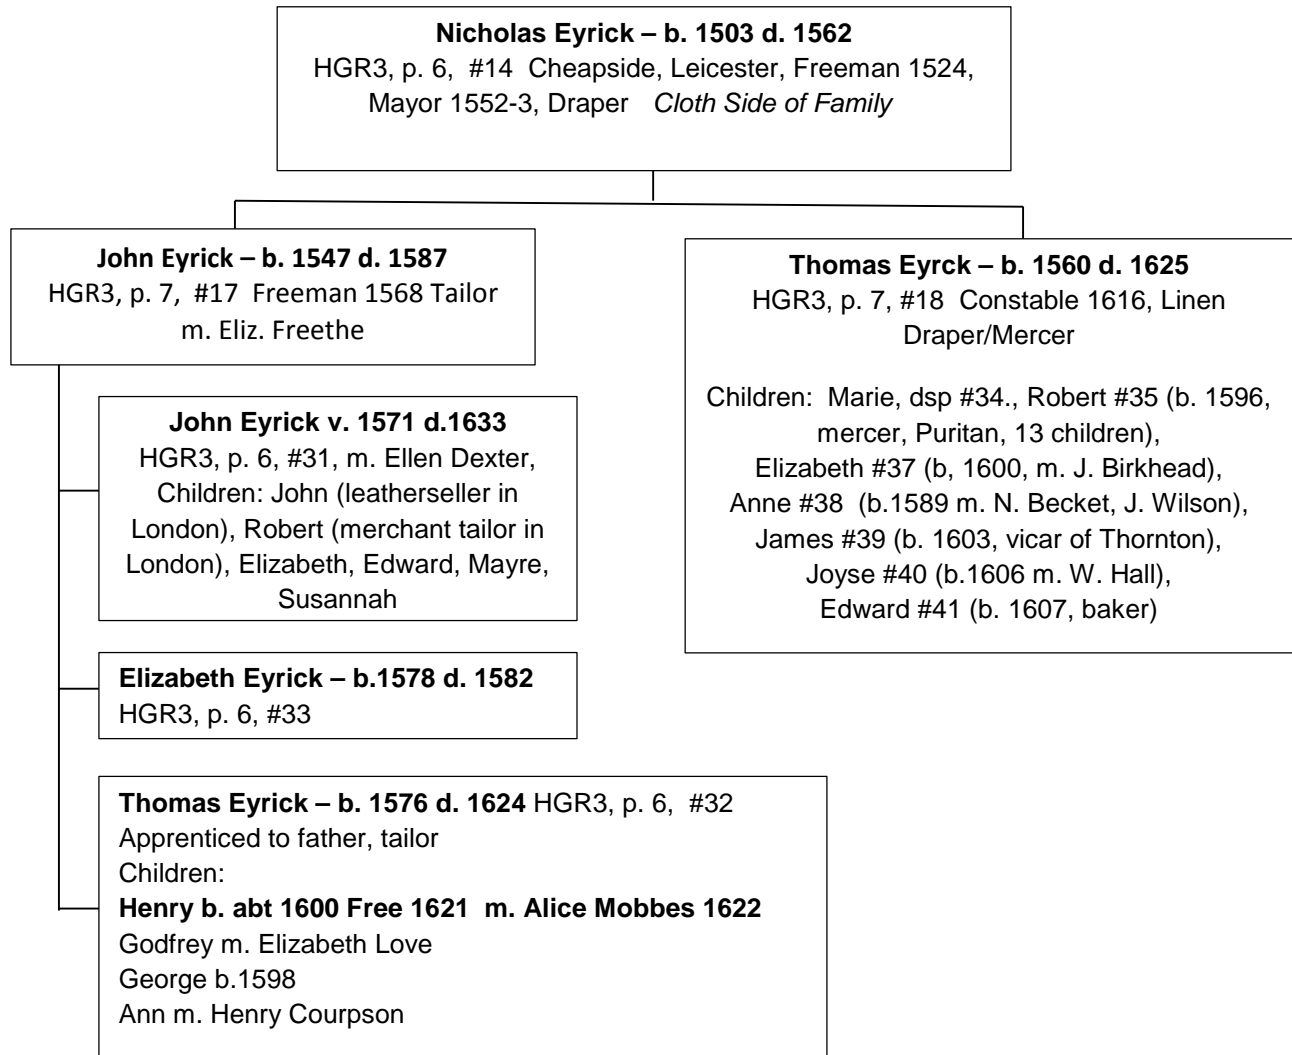 Nicholas Eyrick – b. 1503 d. 1562
HGR3, p. 6, #14 Cheapside, Leicester, Freeman 1524,
Mayor 1552-3, Draper Cloth Side of Family
John Eyrick – b. 1547 d. 1587
HGR3, p. 7, #17 Freeman 1568 Tailor
m. Eliz. Freethe
Thomas Eyrck – b. 1560 d. 1625
HGR3, p. 7, #18 Constable 1616, Linen
Draper/Mercer
Children: Marie, dsp #34., Robert #35 (b. 1596,
mercer, Puritan, 13 children),
Elizabeth #37 (b, 1600, m. J. Birkhead),
Anne #38 (b.1589 m. N. Becket, J. Wilson),
James #39 (b. 1603, vicar of Thornton),
Joyse #40 (b.1606 m. W. Hall),
Edward #41 (b. 1607, baker)
John Eyrick v. 1571 d.1633
HGR3, p. 6, #31, m. Ellen Dexter,
Children: John (leatherseller in
London), Robert (merchant tailor in
London), Elizabeth, Edward, Mayre,
Susannah
Elizabeth Eyrick – b.1578 d. 1582
HGR3, p. 6, #33
Thomas Eyrick – b. 1576 d. 1624 HGR3, p. 6, #32
Apprenticed to father, tailor
Children:
Henry b. abt 1600 Free 1621 m. Alice Mobbes 1622
Godfrey m. Elizabeth Love
George b.1598
Ann m. Henry Courpson